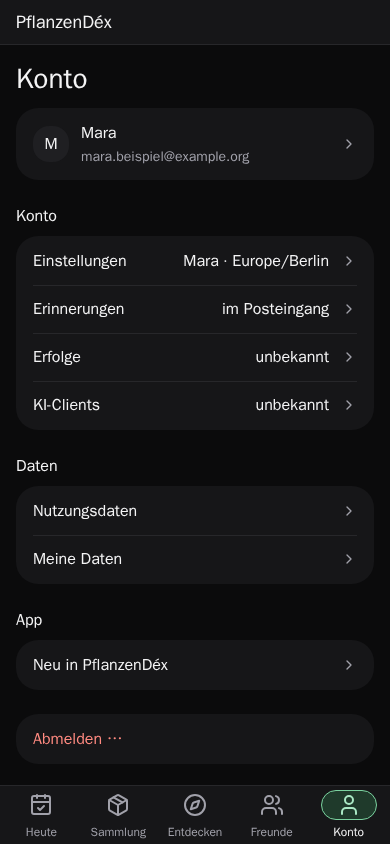 PflanzenDéx
Konto
M
Mara
mara.beispiel@example.org
Konto
Einstellungen Mara · Europe/Berlin
Erinnerungen im Posteingang
Erfolge unbekannt
KI-Clients unbekannt
Daten
Nutzungsdaten
Meine Daten
App
Neu in PflanzenDéx
Abmelden ···
Heute Sammlung Entdecken Freunde Konto